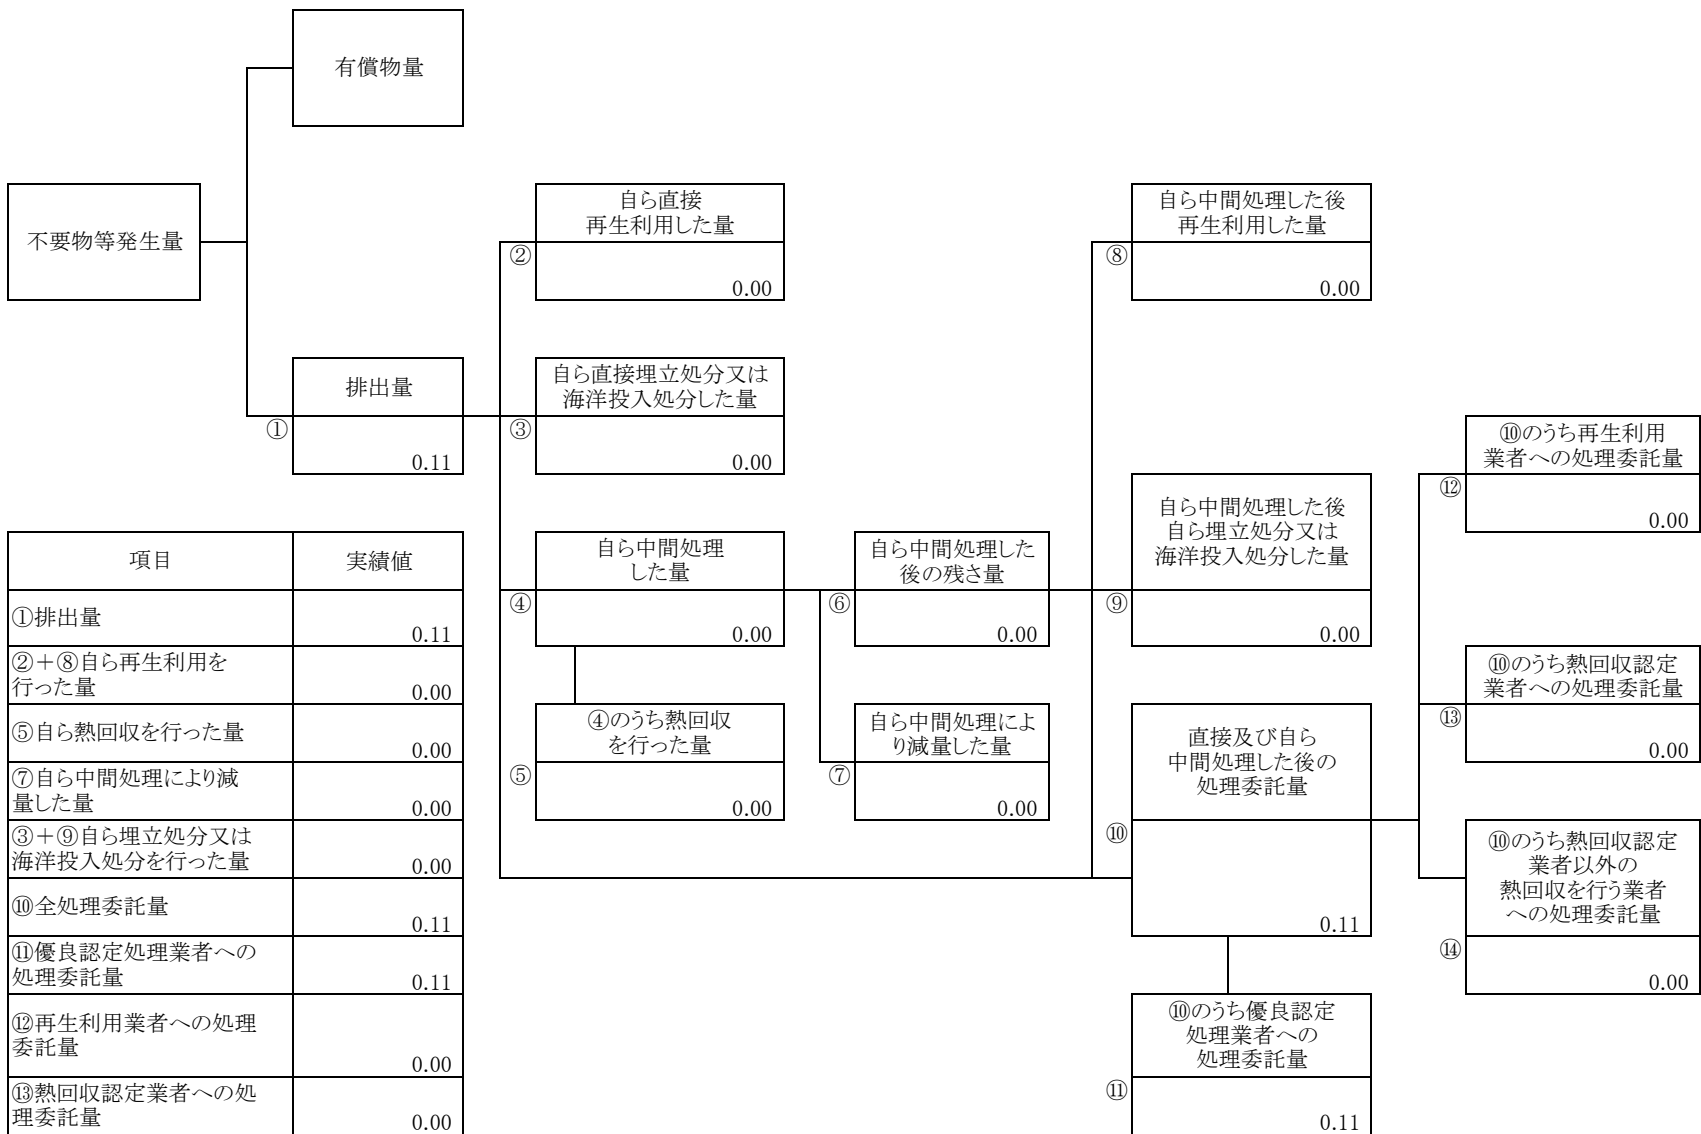 有償物量
不要物等発生量
自ら直接
再生利用した量
②
0.00
自ら中間処理した後
再生利用した量
⑧
0.00
排出量
①
0.11
自ら直接埋立処分又は
海洋投入処分した量
③
0.00
⑩のうち再生利用
業者への処理委託量
⑫
0.00
自ら中間処理
した量
④
0.00
自ら中間処理した
後の残さ量
⑥
0.00
自ら中間処理した後
自ら埋立処分又は
海洋投入処分した量
⑨
0.00
⑩のうち熱回収認定
業者への処理委託量
⑬
0.00
④のうち熱回収
を行った量
⑤
0.00
自ら中間処理によ
り減量した量
⑦
0.00
直接及び自ら
中間処理した後の
処理委託量
⑩
0.11
⑩のうち熱回収認定
業者以外の
熱回収を行う業者
への処理委託量
⑭
0.00
⑩のうち優良認定
処理業者への
処理委託量
⑪
0.11
項目 実績値
①排出量
0.11
②+⑧自ら再生利用を
行った量 0.00
⑤自ら熱回収を行った量
0.00
⑦自ら中間処理により減
量した量 0.00
③+⑨自ら埋立処分又は
海洋投入処分を行った量 0.00
⑩全処理委託量
0.11
⑪優良認定処理業者への
処理委託量 0.11
⑫再生利用業者への処理
委託量
0.00
⑬熱回収認定業者への処
理委託量 0.00